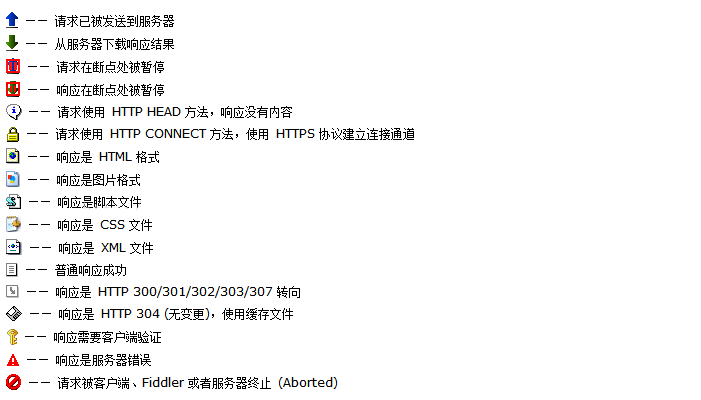 —— 请求已被发送到服务器
—— 从服务器下载响应结果
—— 请求在断点处被暂停
—— 响应在断点处被暂停
—— 请求使用 HTTP HEAD 方法，响应没有内容
—— 请求使用 HTTP CONNECT 方法，使用 HTTPS 协议建立连接通道
—— 响应是 HTML 格式
—— 响应是图片格式
—— 响应是脚本文件
—— 响应是 CSS 文件
—— 响应是 XML 文件
—— 普通响应成功
—— 响应是 HTTP 300/301/302/303/307 转向
—— 响应是 HTTP 304 (无变更)，使用缓存文件
—— 响应需要客户端验证
—— 响应是服务器错误
—— 请求被客户端、Fiddler 或者服务器终止 (Aborted)